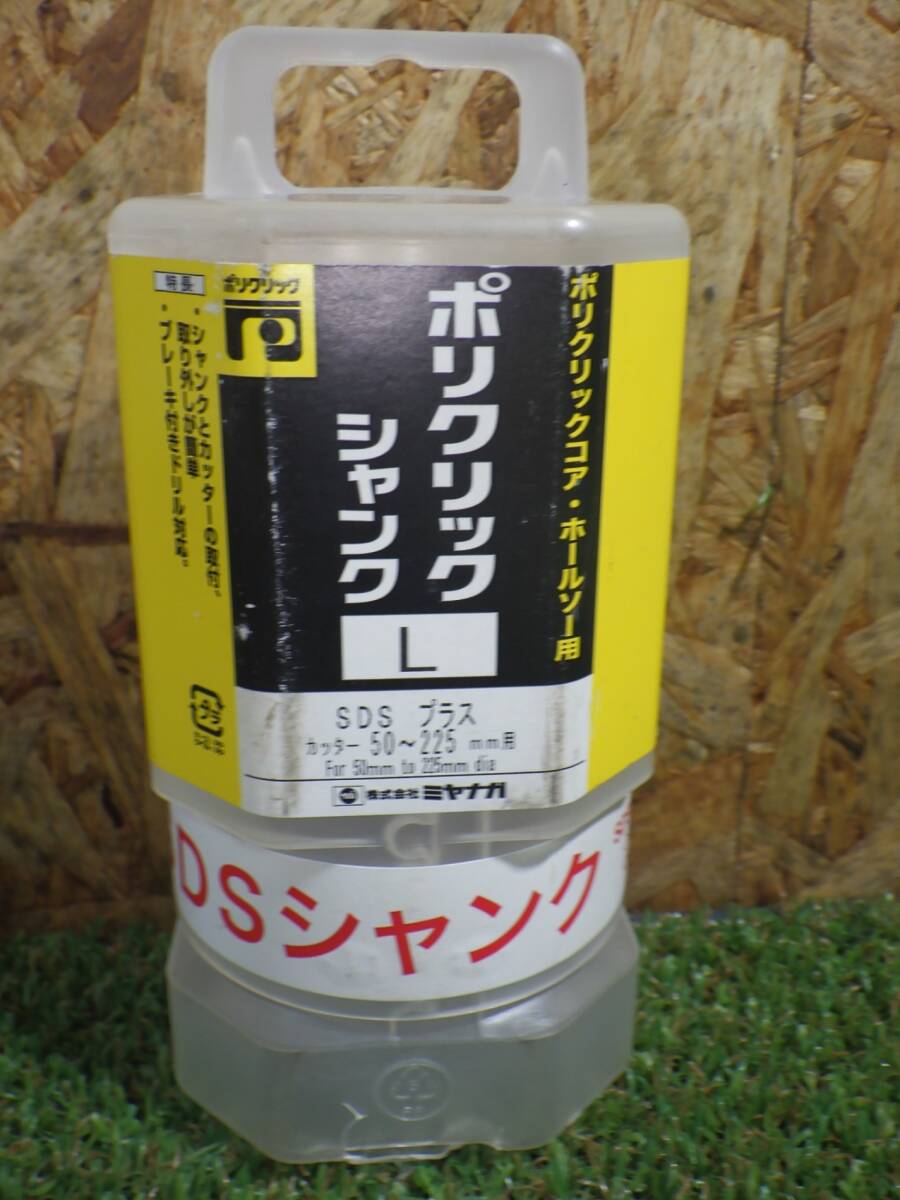 ポリクリックコア・ホールソー用
ポリクリック
シャンク
L
ポリクリック
特長
・シャンクとカッターの取付、
取り外しが簡単
・ブレーキ付きドリル対応。
プラ
SDS プラス
カッター 50～225 mm用
For 50mm to 225mm dia
株式会社 ミヤナガ
DSシャンク